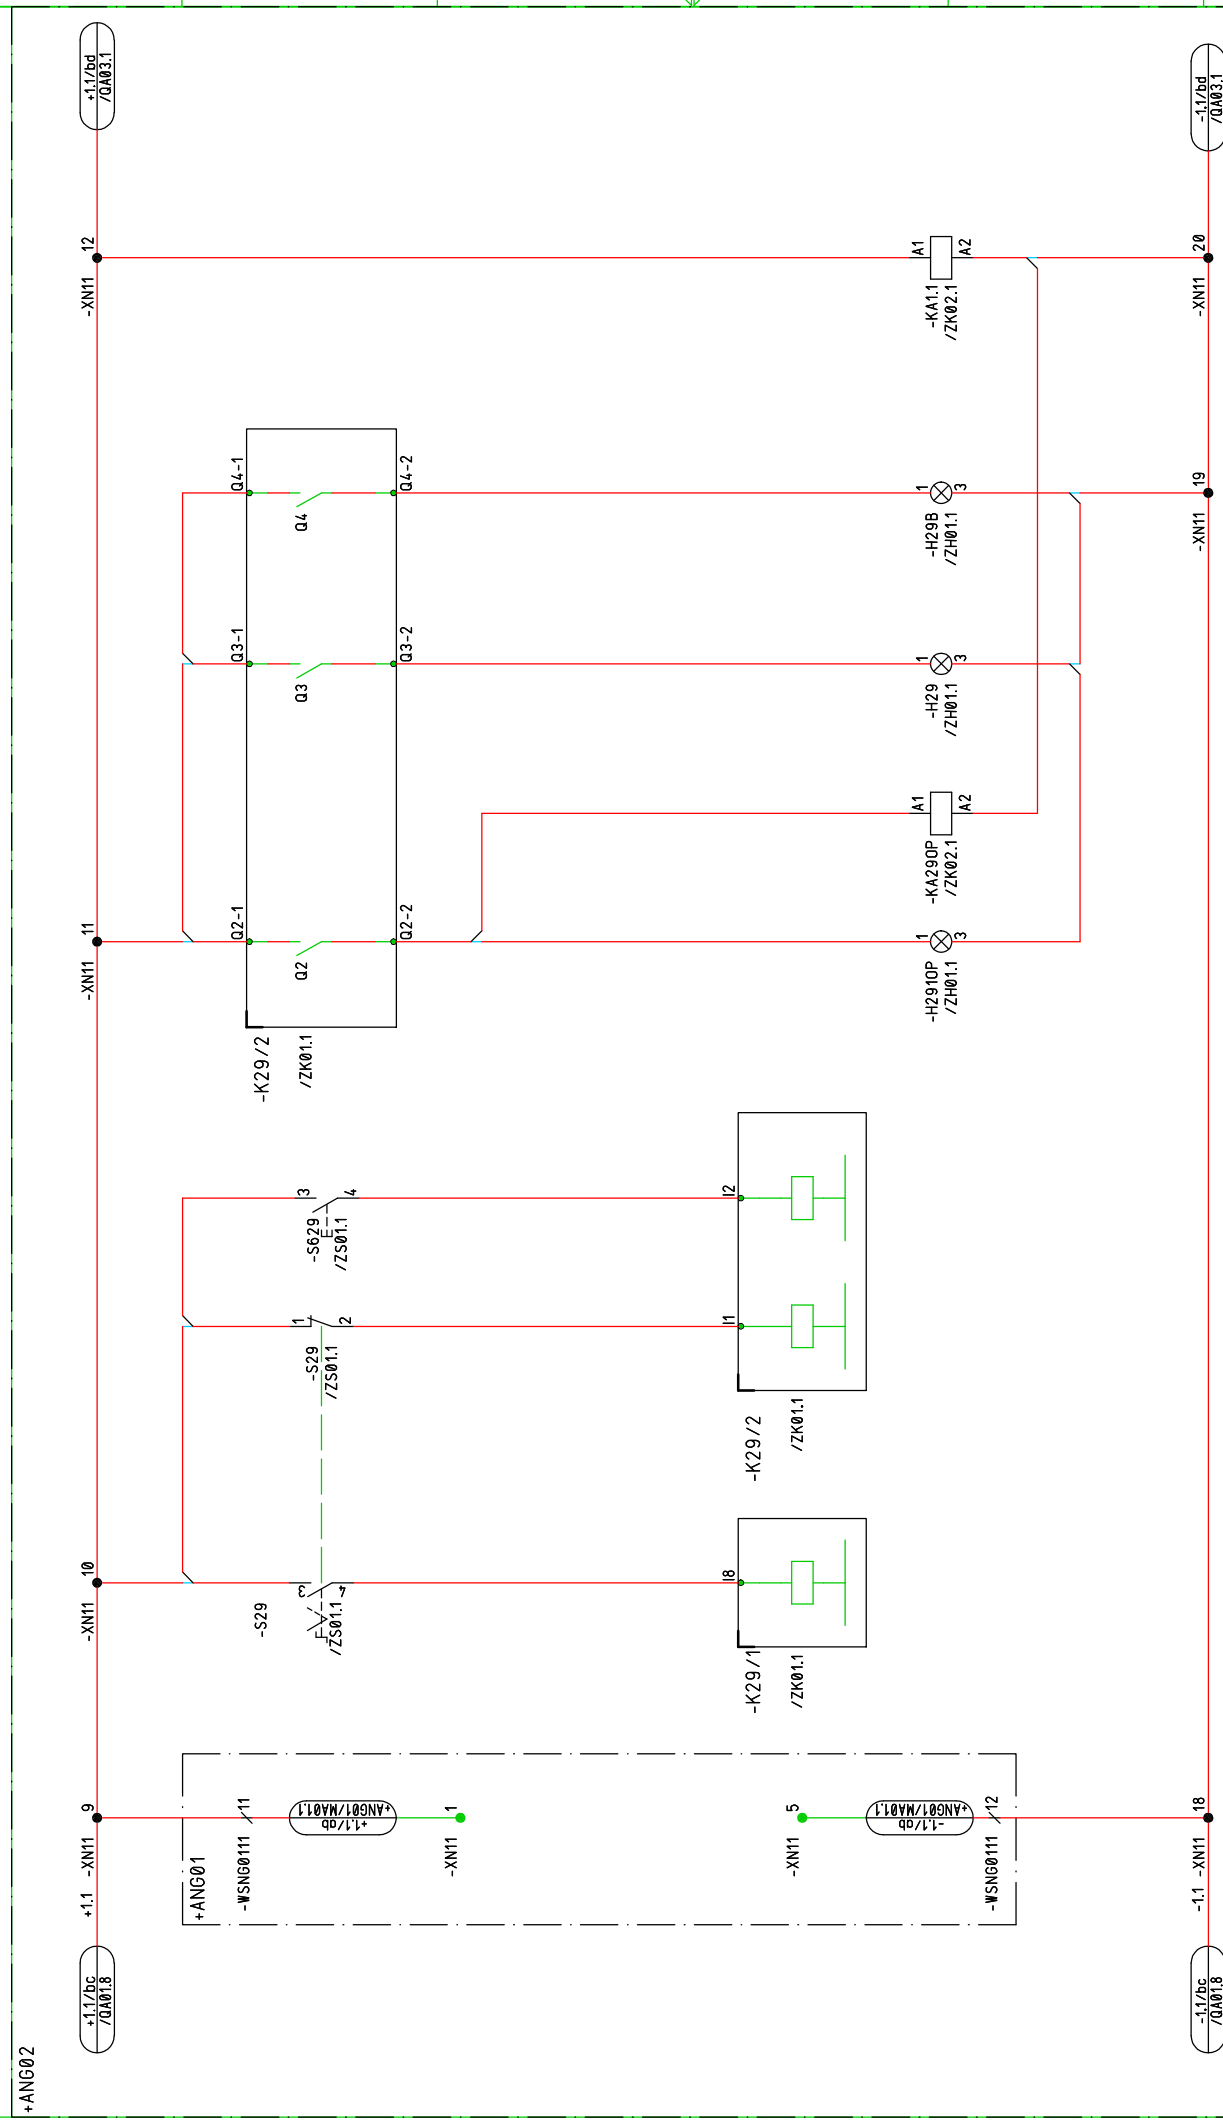 +ANG02
+1.1/bc
/QA01.8
+1.1
-XN11
9
-XN11
10
-XN11
11
-XN11
12
+1.1/bd
/QA03.1
+ANG01
-WSNG0111
11
+1.1/ab
+ANG01/MA01.1
-XN11
1
-XN11
5
-1.1/ab
+ANG01/MA01.1
-WSNG0111
12
-S29
/ZS01.1
3
4
-S29
/ZS01.1
1
2
-S629
/ZS01.1
3
4
-K29/1
/ZK01.1
I8
-K29/2
/ZK01.1
I1
I2
-K29/2
/ZK01.1
Q2-1
Q2
Q2-2
Q3-1
Q3
Q3-2
Q4-1
Q4
Q4-2
-H291OP
/ZH01.1
1
3
-KA29OP
/ZK02.1
A1
A2
-H29
/ZH01.1
1
3
-H29B
/ZH01.1
1
3
-KA1.1
/ZK02.1
A1
A2
-1.1/bc
/QA01.8
-1.1
-XN11
18
-XN11
19
-XN11
20
-1.1/bd
/QA03.1